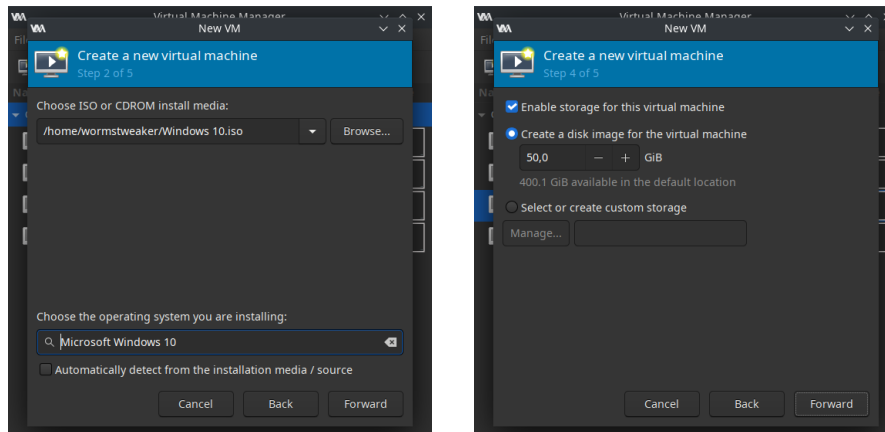 Virtual Machine Manager
New VM
Create a new virtual machine
Step 2 of 5
Choose ISO or CDROM install media:
/home/wormstweaker/Windows 10.iso
Browse...
Choose the operating system you are installing:
Microsoft Windows 10
Automatically detect from the installation media / source
Cancel Back Forward
Virtual Machine Manager
New VM
Create a new virtual machine
Step 4 of 5
Enable storage for this virtual machine
Create a disk image for the virtual machine
50,0 − + GiB
400.1 GiB available in the default location
Select or create custom storage
Manage...
Cancel Back Forward